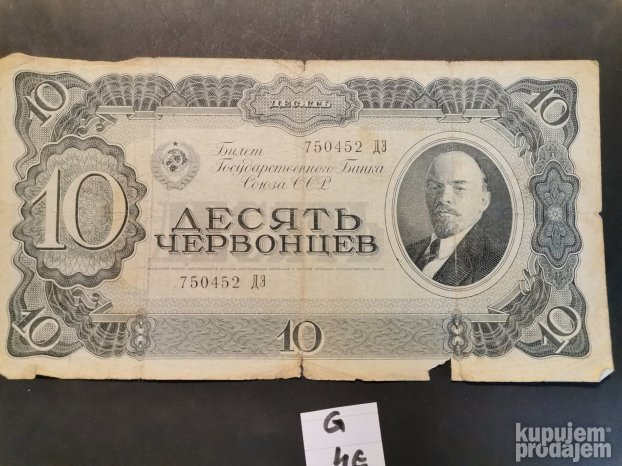 10
10
ДЕСЯТЬ
Билет
750452 ДЭ
Государственного Банка
Союза ССР
10
ДЕСЯТЬ
ЧЕРВОНЦЕВ
750452 ДЭ
10
10
10
G
kupujem
prodajem